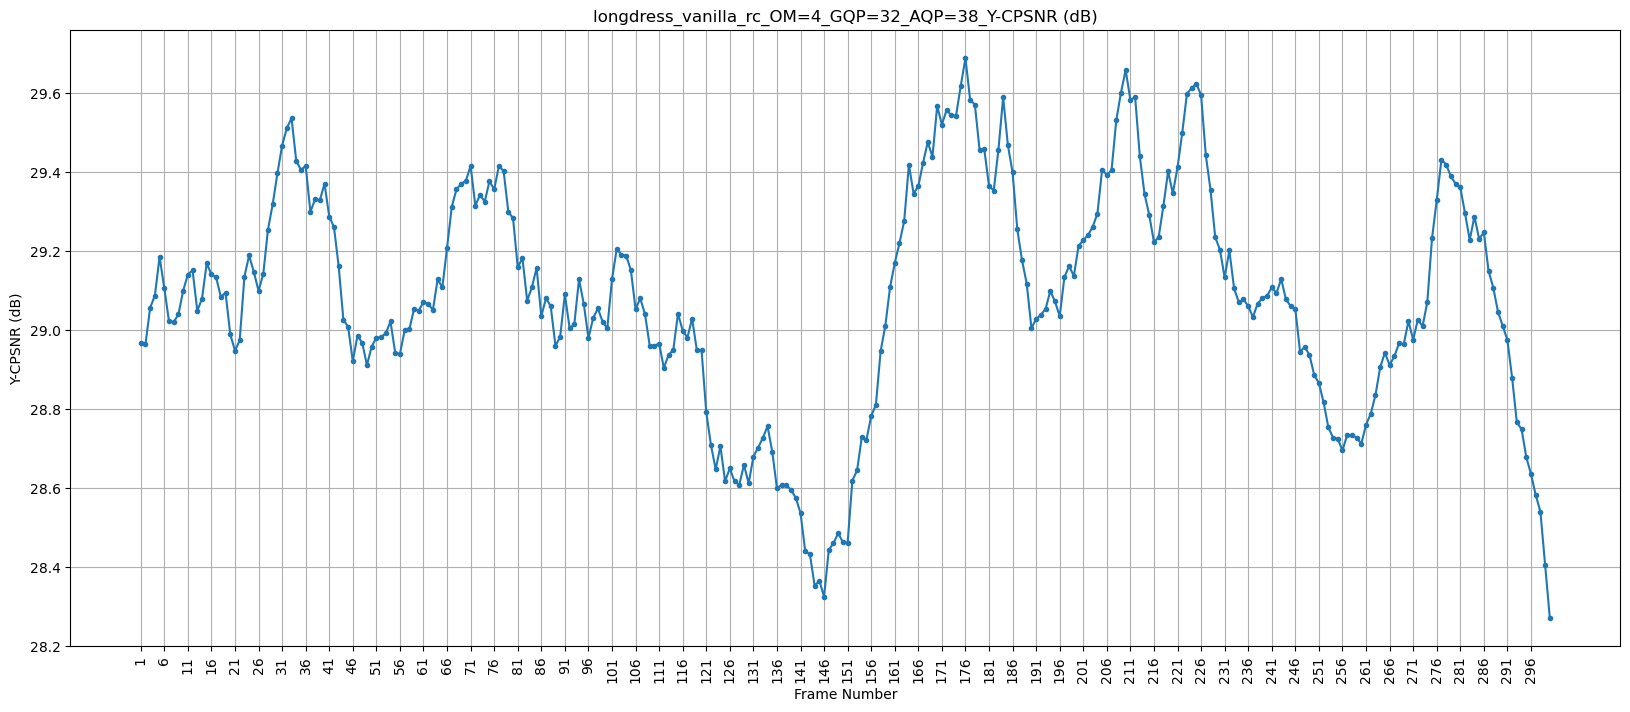 longdress_vanilla_rc_OM=4_GQP=32_AQP=38_Y-CPSNR (dB)
Y-CPSNR (dB)
29.6
29.4
29.2
29.0
28.8
28.6
28.4
28.2
1 6 11 16 21 26 31 36 41 46 51 56 61 66 71 76 81 86 91 96 101 106 111 116 121 126 131 136 141 146 151 156 161 166 171 176 181 186 191 196 201 206 211 216 221 226 231 236 241 246 251 256 261 266 271 276 281 286 291 296
Frame Number